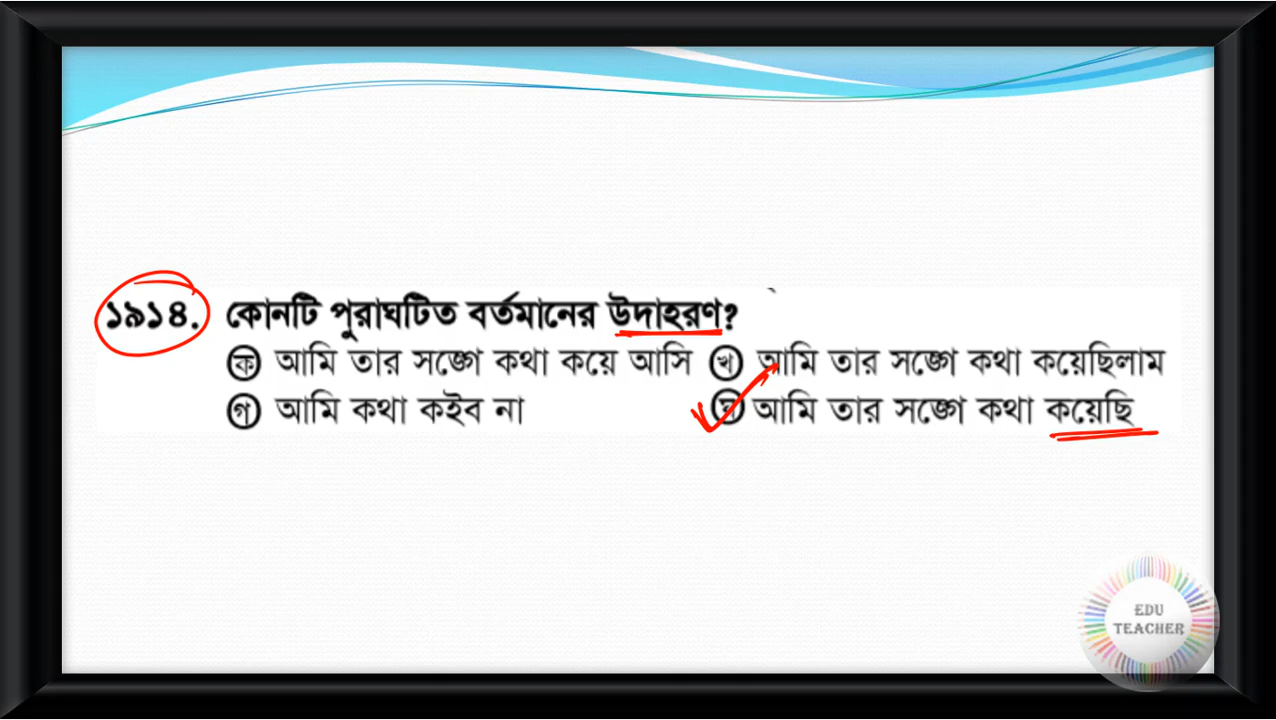 ১৯১৪. কোনটি পুরাঘটিত বর্তমানের উদাহরণ?
ক আমি তার সঙ্গে কথা কয়ে আসি খ আমি তার সঙ্গে কথা কয়েছিলাম
গ আমি কথা কইব না ঘ আমি তার সঙ্গে কথা কয়েছি
EDU
TEACHER